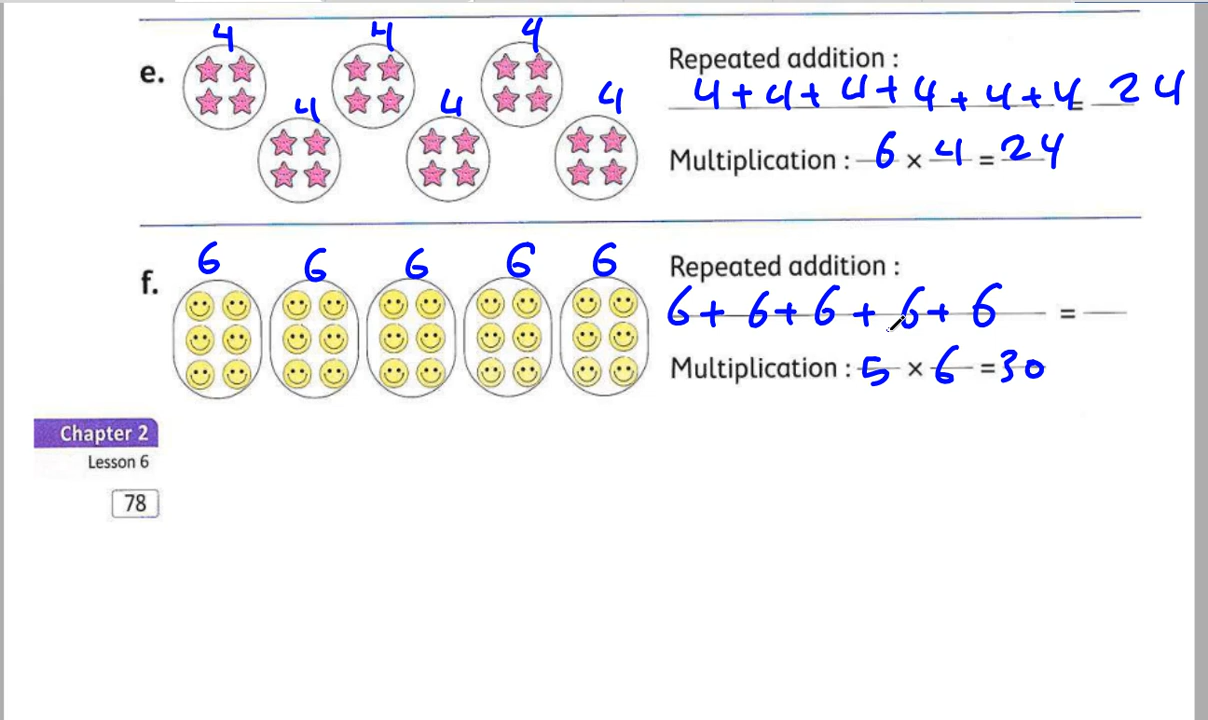 4 4 4
e.
4 4 4
Repeated addition :
4+4+4+4+4+4= 24
Multiplication : 6 × 4 = 24
6 6 6 6 6
f.
Repeated addition :
6+6+6+6+6 =
Multiplication : 5 × 6 = 30
Chapter 2
Lesson 6
78